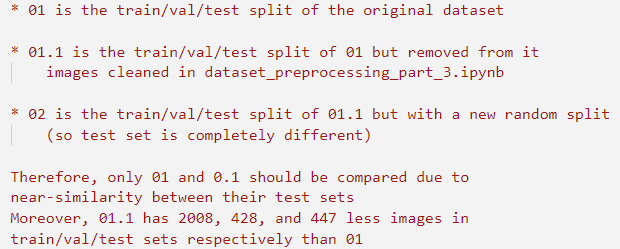 * 01 is the train/val/test split of the original dataset
* 01.1 is the train/val/test split of 01 but removed from it
images cleaned in dataset_preprocessing_part_3.ipynb
* 02 is the train/val/test split of 01.1 but with a new random split
(so test set is completely different)
Therefore, only 01 and 0.1 should be compared due to
near-similarity between their test sets
Moreover, 01.1 has 2008, 428, and 447 less images in
train/val/test sets respectively than 01